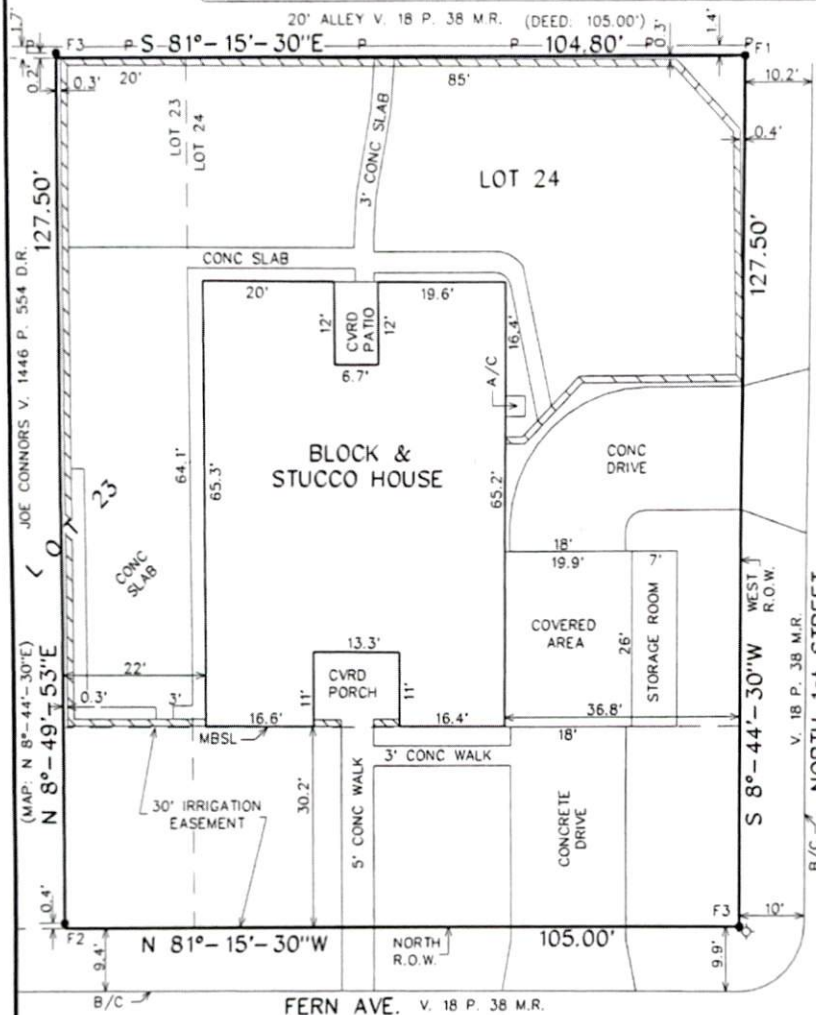 20' ALLEY V. 18 P. 38 M.R. (DEED: 105.00')
1.7'
P
F3
P
S 81°-15'-30"E
P
P
104.80'
P
0.3'
1.4'
P
F1
0.2'
0.3'
20'
85'
10.2'
0.4'
LOT 23
LOT 24
3' CONC SLAB
LOT 24
127.50'
127.50'
CONC SLAB
20'
12'
CVRD PATIO
12'
19.6'
6.7'
16.4'
A/C
JOE CONNORS V. 1446 P. 554 D.R.
BLOCK &
STUCCO HOUSE
CONC
DRIVE
64.1'
65.3'
65.2'
LOT 23
CONC
SLAB
18'
19.9'
7'
WEST
R.O.W.
COVERED
AREA
26'
STORAGE ROOM
13.3'
CVRD
PORCH
11'
11'
22'
0.3'
3'
16.6'
16.4'
36.8'
18'
MBSL
3' CONC WALK
(MAP: N 8°-44'-30"E)
N 8°-49'-53"E
S 8°-44'-30"W
V. 18 P. 38 M.R.
NORTH 1st STREET
B/C
30' IRRIGATION
EASEMENT
30.2'
5' CONC WALK
CONCRETE
DRIVE
0.4'
F2
F3
10'
9.4'
N 81°-15'-30"W
NORTH
R.O.W.
105.00'
9.9'
B/C
FERN AVE. V. 18 P. 38 M.R.